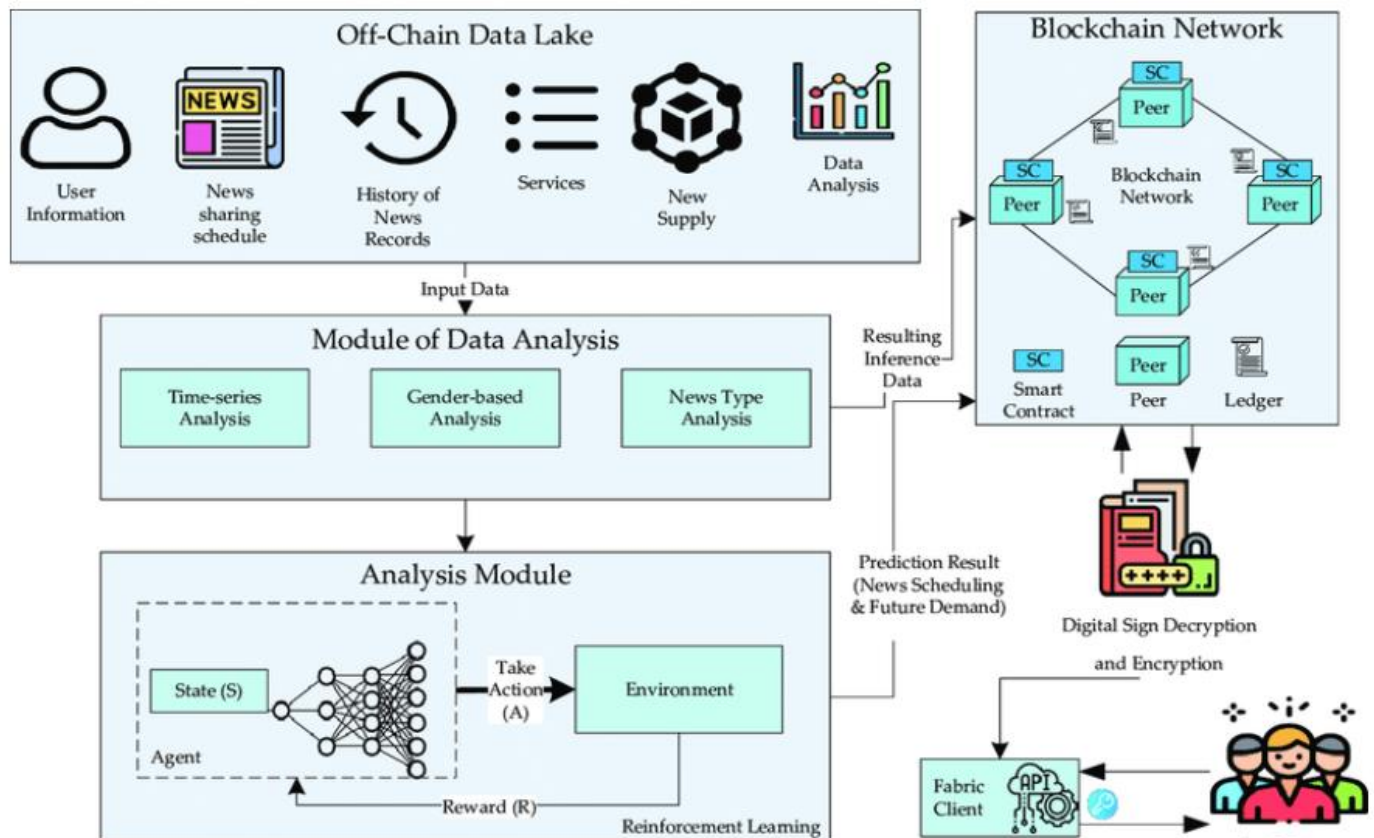 Off-Chain Data Lake
NEWS
User
Information
News
sharing
schedule
History of
News
Records
Services
New
Supply
Data
Analysis
Input Data
Module of Data Analysis
Time-series
Analysis
Gender-based
Analysis
News Type
Analysis
Resulting
Inference
Data
Analysis Module
State (S)
Agent
Take
Action
(A)
Environment
Reward (R)
Reinforcement Learning
Prediction Result
(News Scheduling
& Future Demand)
Blockchain Network
SC
Peer
SC
Peer
Blockchain
Network
SC
Peer
SC
Peer
SC
Smart
Contract
Peer
Peer
Ledger
Digital Sign Decryption
and Encryption
Fabric
Client
API